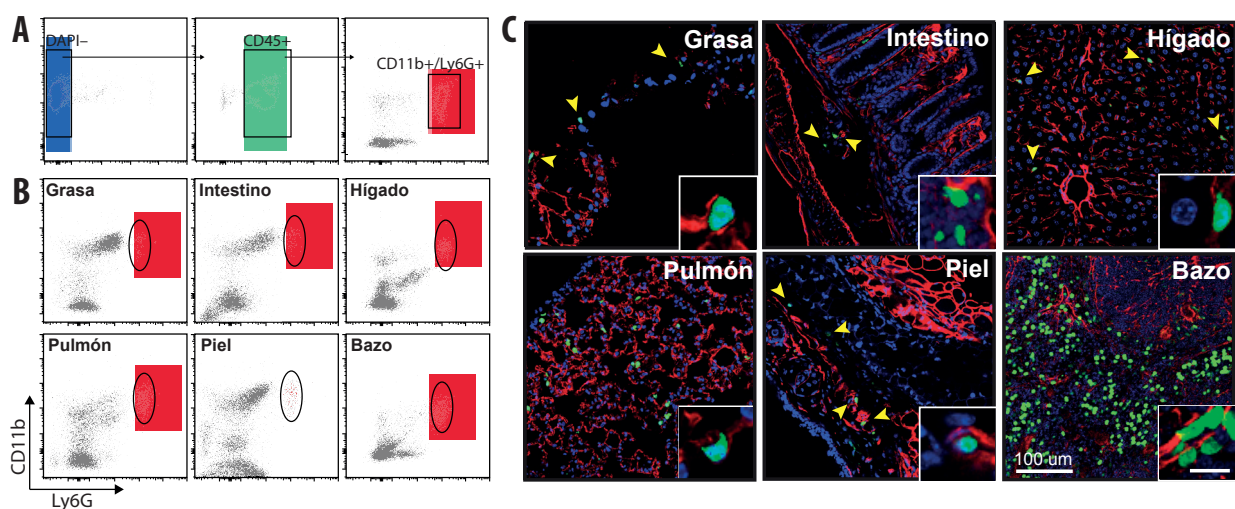 A
DAPI–
CD45+
CD11b+/Ly6G+
B
Grasa
Intestino
Hígado
Pulmón
Piel
Bazo
CD11b
Ly6G
C
Grasa
Intestino
Hígado
Pulmón
Piel
Bazo
100 um